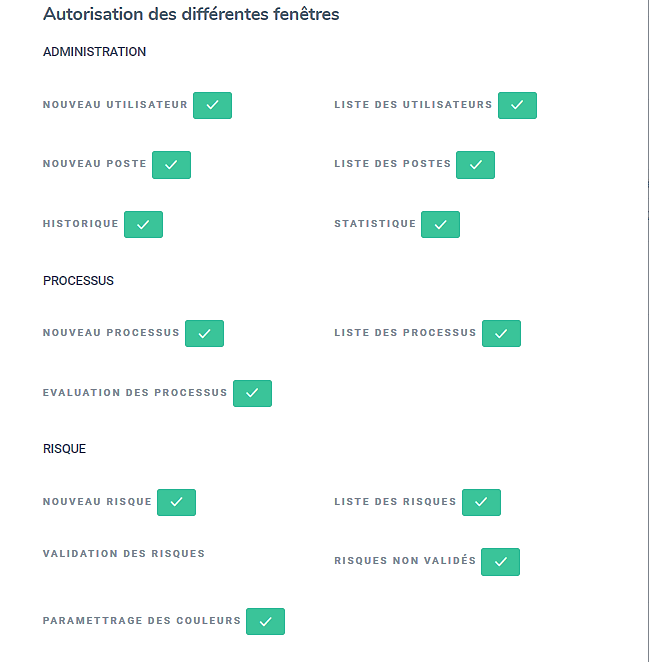 Autorisation des différentes fenêtres
ADMINISTRATION
NOUVEAU UTILISATEUR
LISTE DES UTILISATEURS
NOUVEAU POSTE
LISTE DES POSTES
HISTORIQUE
STATISTIQUE
PROCESSUS
NOUVEAU PROCESSUS
LISTE DES PROCESSUS
EVALUATION DES PROCESSUS
RISQUE
NOUVEAU RISQUE
LISTE DES RISQUES
VALIDATION DES RISQUES
RISQUES NON VALIDÉS
PARAMETTRAGE DES COULEURS